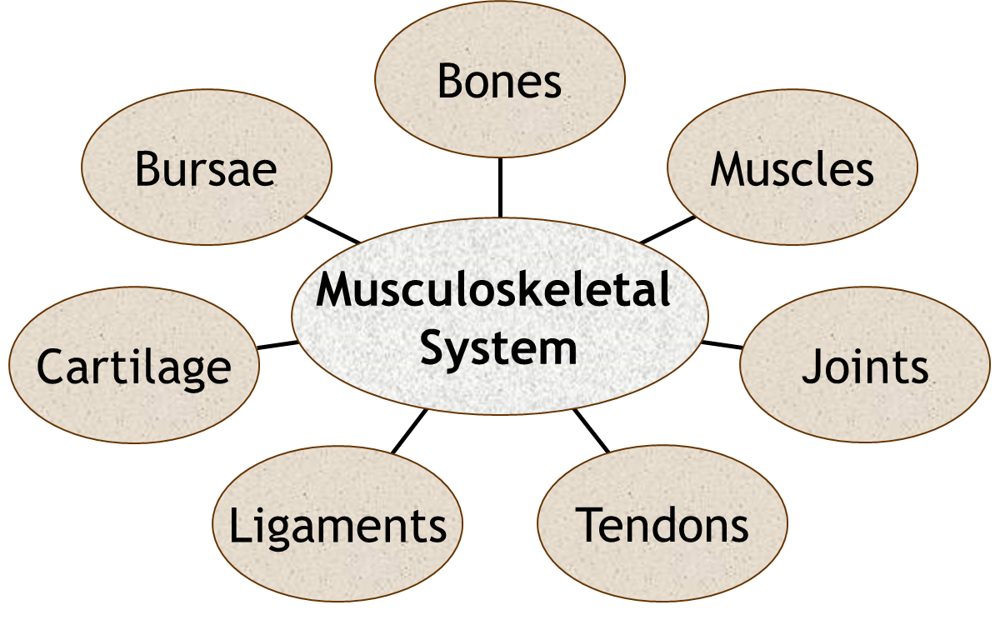 Bones
Bursae
Muscles
Musculoskeletal
System
Cartilage
Joints
Ligaments
Tendons